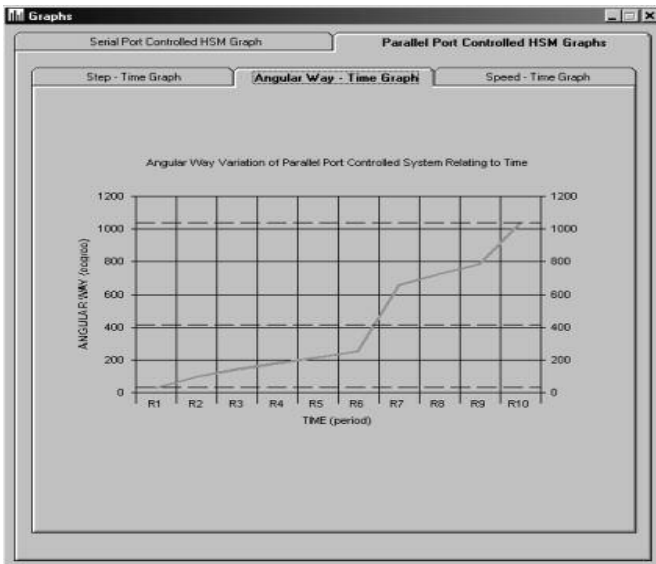 Graphs
Serial Port Controlled HSM Graph
Parallel Port Controlled HSM Graphs
Step - Time Graph
Angular Way - Time Graph
Speed - Time Graph
Angular Way Variation of Parallel Port Controlled System Relating to Time
1200 1200
1000 1000
800 800
600 600
400 400
200 200
0 0
ANGULAR WAY
R1 R2 R3 R4 R5 R6 R7 R8 R9 R10
TIME (period)